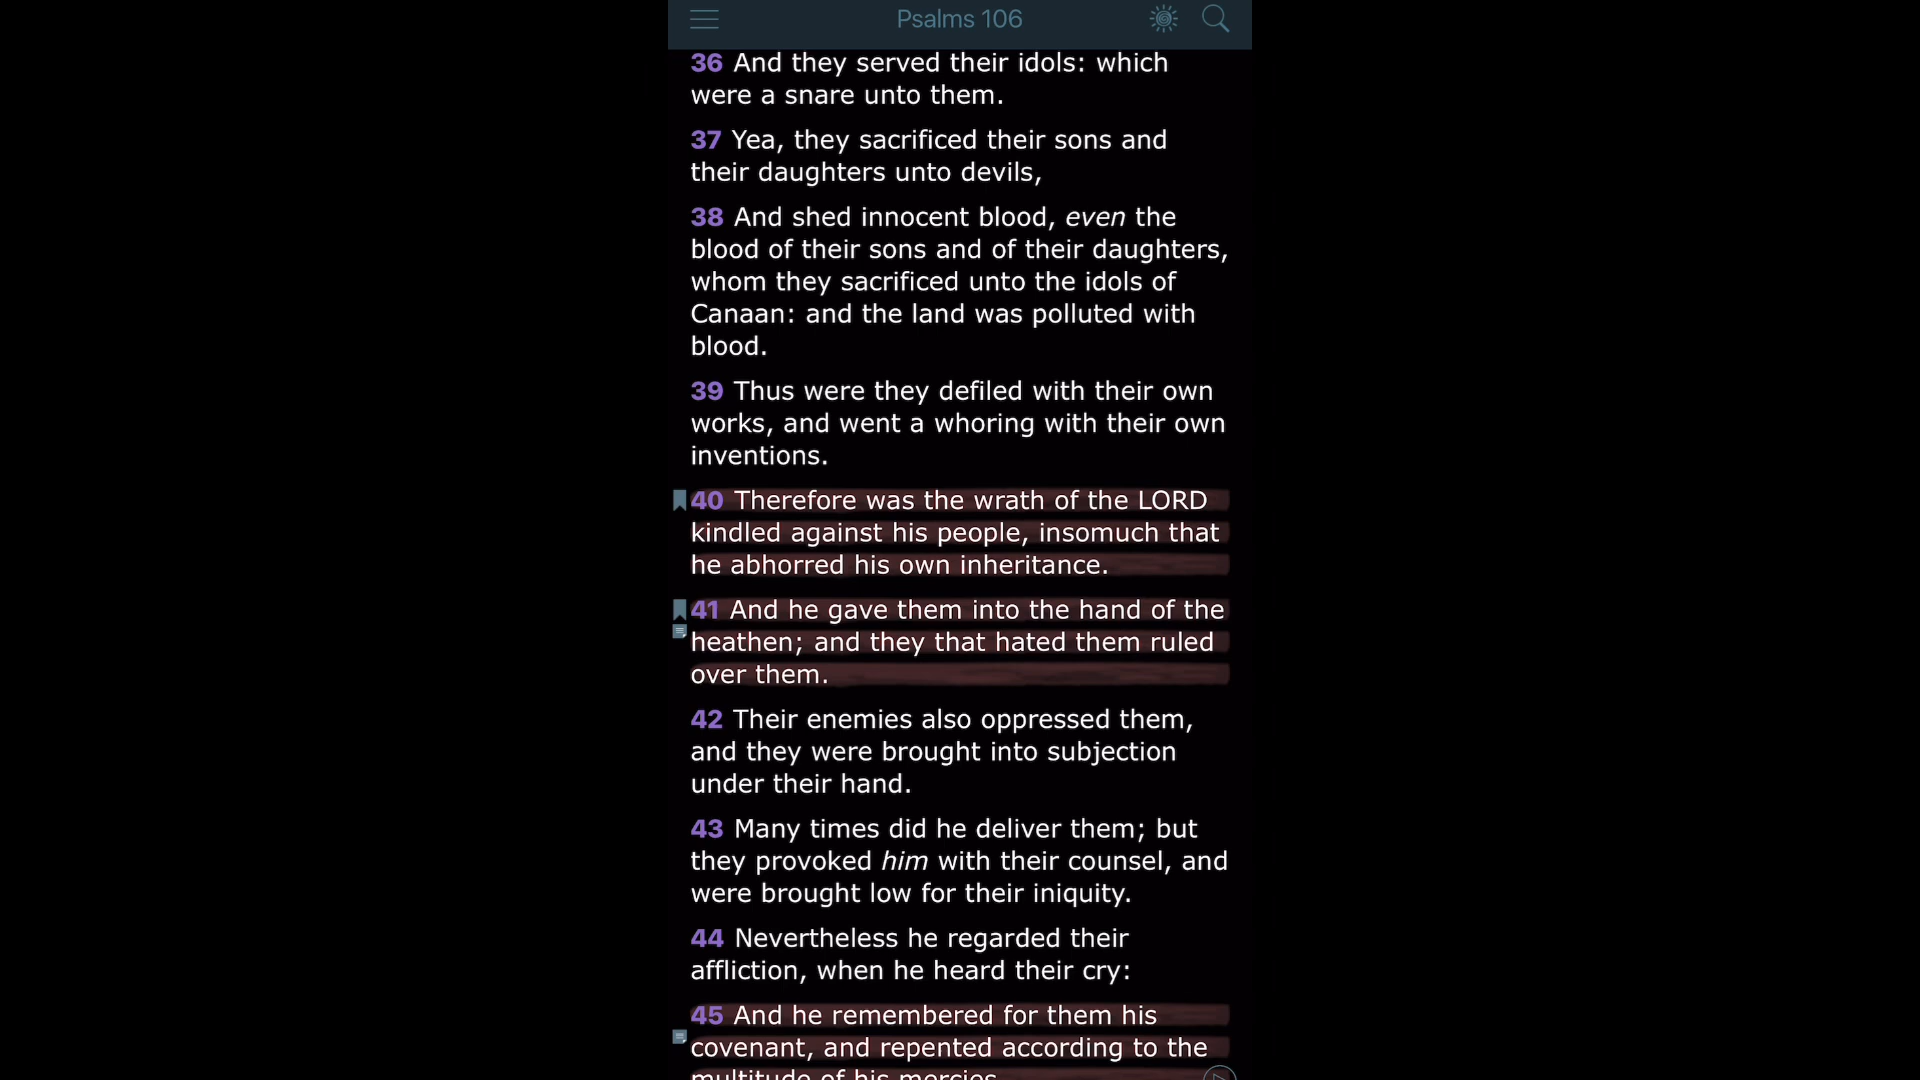 Psalms 106
36 And they served their idols: which
were a snare unto them.
37 Yea, they sacrificed their sons and
their daughters unto devils,
38 And shed innocent blood, even the
blood of their sons and of their daughters,
whom they sacrificed unto the idols of
Canaan: and the land was polluted with
blood.
39 Thus were they defiled with their own
works, and went a whoring with their own
inventions.
40 Therefore was the wrath of the LORD
kindled against his people, insomuch that
he abhorred his own inheritance.
41 And he gave them into the hand of the
heathen; and they that hated them ruled
over them.
42 Their enemies also oppressed them,
and they were brought into subjection
under their hand.
43 Many times did he deliver them; but
they provoked him with their counsel, and
were brought low for their iniquity.
44 Nevertheless he regarded their
affliction, when he heard their cry:
45 And he remembered for them his
covenant, and repented according to the
multitude of his mercies